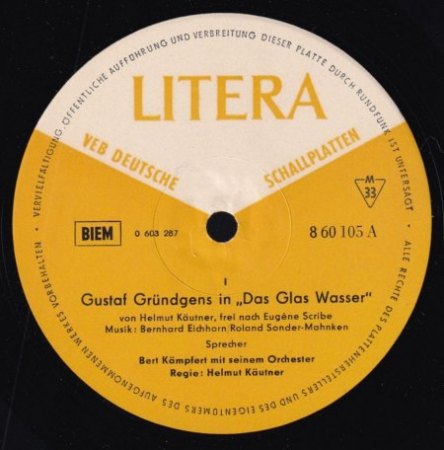 VERVIELFÄLTIGUNG, ÖFFENTLICHE AUFFÜHRUNG UND VERBREITUNG DIESER PLATTE DURCH RUNDFUNK IST UNTERSAGT • ALLE RECHTE DES PLATTENHERSTELLERS UND DES EIGENTÜMERS DES AUFGENOMMENEN WERKES VORBEHALTEN •
LITERA
VEB DEUTSCHE SCHALLPLATTEN
M
33
BIEM
0 603 287
8 60 105 A
I
Gustaf Gründgens in „Das Glas Wasser"
von Helmut Käutner, frei nach Eugène Scribe
Musik: Bernhard Eichhorn/Roland Sonder-Mahnken
Sprecher
Bert Kämpfert mit seinem Orchester
Regie: Helmut Käutner